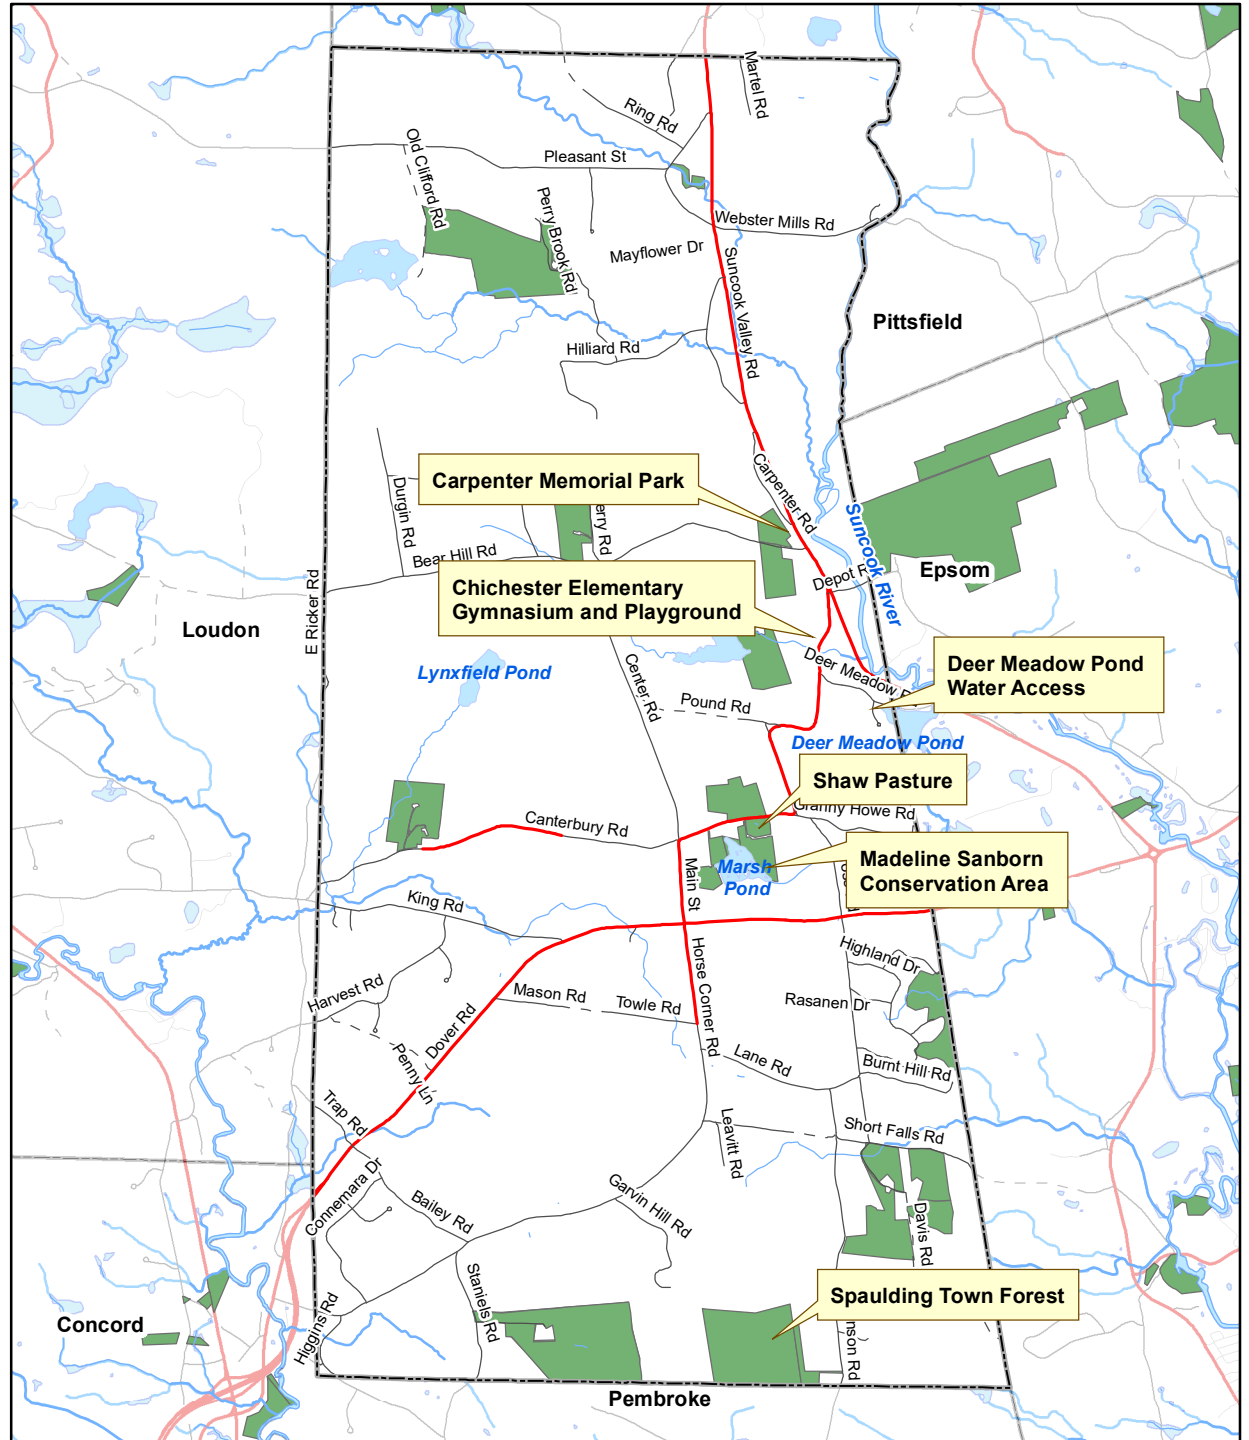 Martel Rd
Ring Rd
Old Clifford Rd
Pleasant St
Perry Brook Rd
Webster Mills Rd
Mayflower Dr
Suncook Valley Rd
Pittsfield
Hilliard Rd
Carpenter Rd
Carpenter Memorial Park
Durgin Rd
Bear Hill Rd
Suncook River
Depot
Epsom
E Ricker Rd
Chichester Elementary
Gymnasium and Playground
Loudon
Center Rd
Deer Meadow
Deer Meadow Pond
Water Access
Lynxfield Pond
Pound Rd
Deer Meadow Pond
Shaw Pasture
Granny Howe Rd
Canterbury Rd
Main St
Marsh
Pond
Madeline Sanborn
Conservation Area
King Rd
Horse Corner Rd
Highland Dr
Harvest Rd
Mason Rd
Towle Rd
Rasanen Dr
Dover Rd
Penny Ln
Lane Rd
Burnt Hill Rd
Trap Rd
Leavitt Rd
Short Falls Rd
Connemara Dr
Bailey Rd
Garvin Hill Rd
Davis Rd
Staniels Rd
Spaulding Town Forest
Concord
Higgins Rd
Pembroke